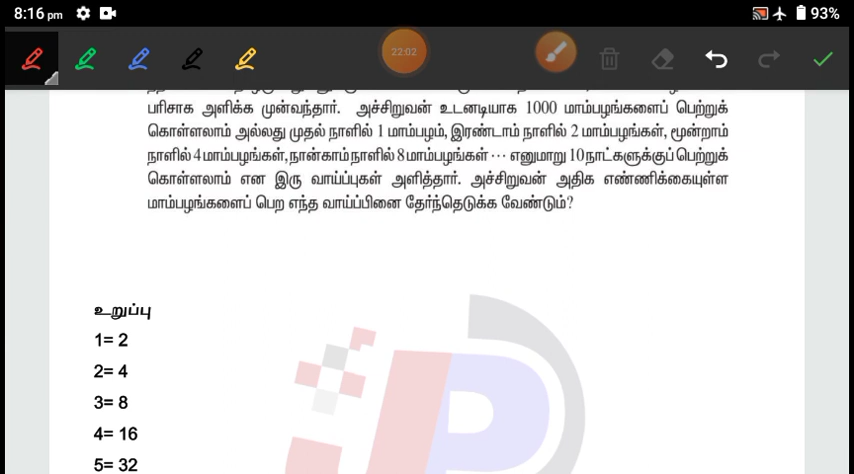 8:16 pm
93%
22:02
பரிசாக அளிக்க முன்வந்தார். அச்சிறுவன் உடனடியாக 1000 மாம்பழங்களைப் பெற்றுக்
கொள்ளலாம் அல்லது முதல் நாளில் 1 மாம்பழம், இரண்டாம் நாளில் 2 மாம்பழங்கள், மூன்றாம்
நாளில் 4 மாம்பழங்கள், நான்காம் நாளில் 8 மாம்பழங்கள் ⋯ எனுமாறு 10 நாட்களுக்குப் பெற்றுக்
கொள்ளலாம் என இரு வாய்ப்புகள் அளித்தார். அச்சிறுவன் அதிக எண்ணிக்கையுள்ள
மாம்பழங்களைப் பெற எந்த வாய்ப்பினை தேர்ந்தெடுக்க வேண்டும்?
உறுப்பு
1= 2
2= 4
3= 8
4= 16
5= 32